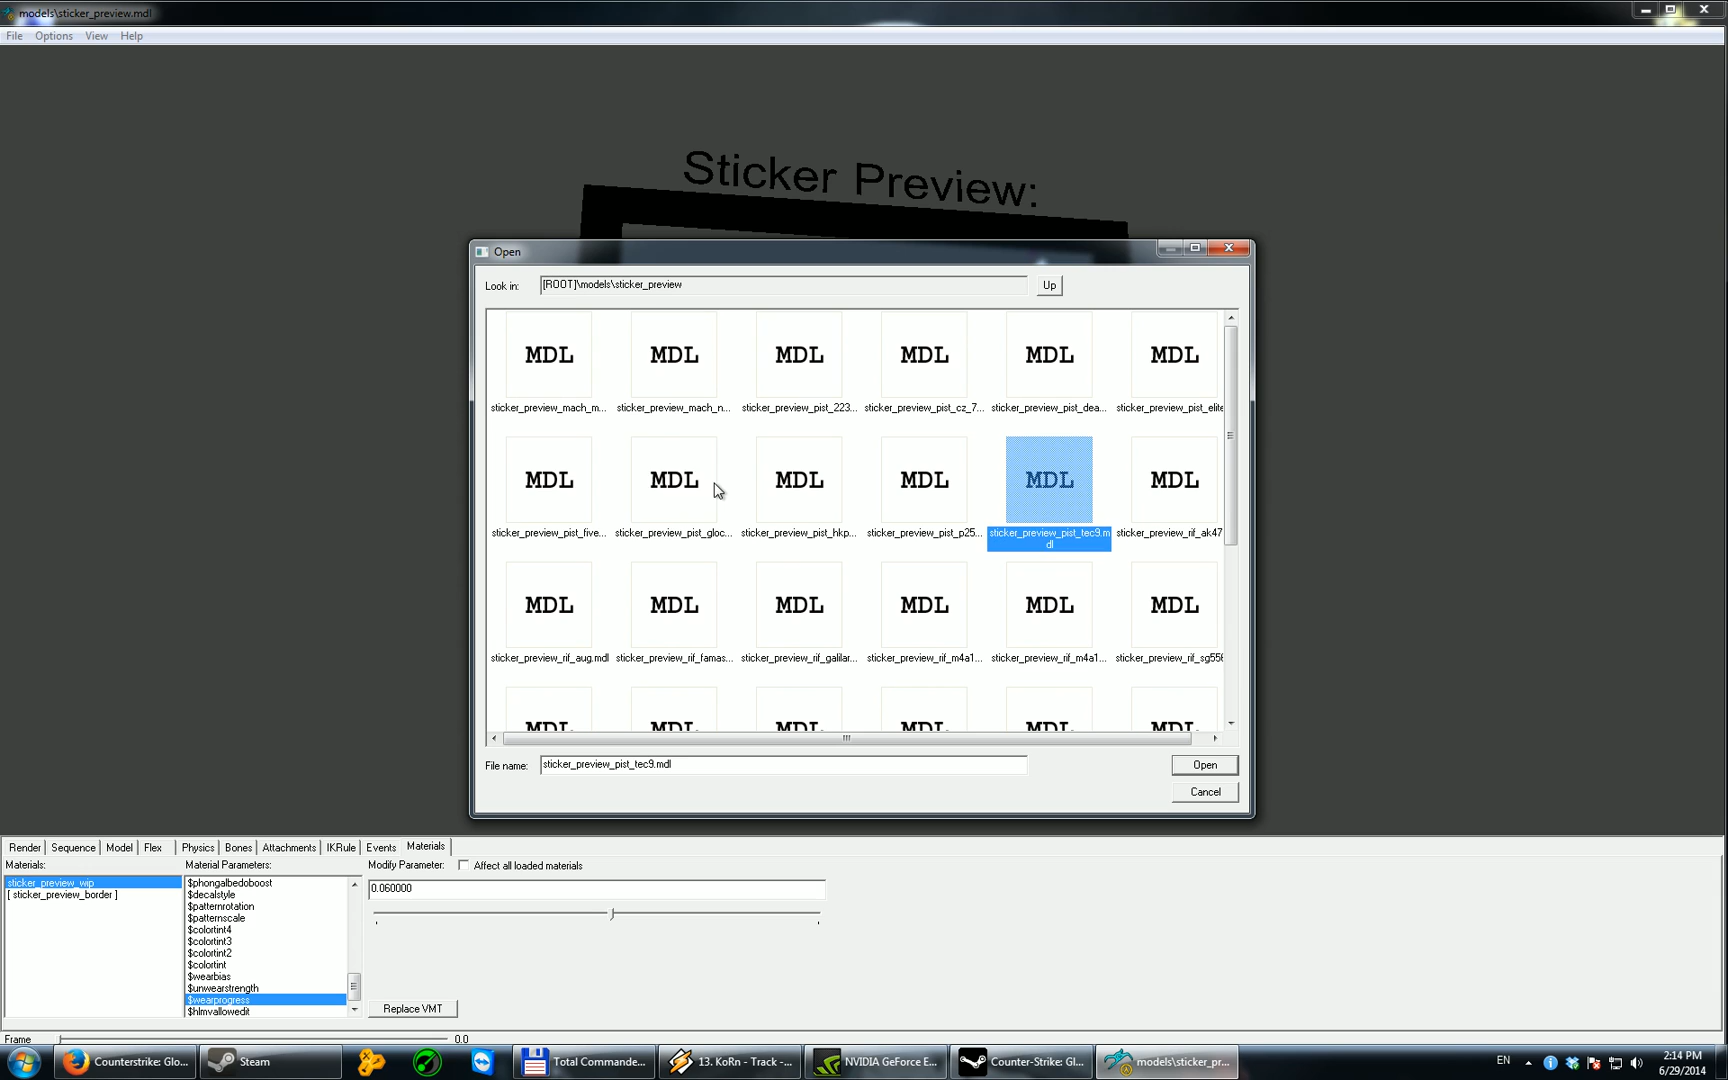 models\sticker_preview.mdl
File Options View Help
Sticker Preview:
Open
Look in: [ROOT]\models\sticker_preview Up
MDL MDL MDL MDL MDL MDL
sticker_preview_mach_m... sticker_preview_mach_n... sticker_preview_pist_223... sticker_preview_pist_cz_7... sticker_preview_pist_dea... sticker_preview_pist_elite
MDL MDL MDL MDL MDL MDL
sticker_preview_pist_five... sticker_preview_pist_gloc... sticker_preview_pist_hkp... sticker_preview_pist_p25... sticker_preview_pist_tec9.m sticker_preview_rif_ak47
dl
MDL MDL MDL MDL MDL MDL
sticker_preview_rif_aug.mdl sticker_preview_rif_famas... sticker_preview_rif_galilar... sticker_preview_rif_m4a1... sticker_preview_rif_m4a1... sticker_preview_rif_sg556
MDL MDL MDL MDL MDL MDL
File name: sticker_preview_pist_tec9.mdl Open
Cancel
Render Sequence Model Flex Physics Bones Attachments IKRule Events Materials
Materials: Material Parameters: Modify Parameter: Affect all loaded materials
sticker_preview_wip $phongalbedoboost 0.060000
[ sticker_preview_border ] $decalstyle
$patternrotation
$patternscale
$colortint4
$colortint3
$colortint2
$colortint
$wearbias
$unwearstrength
$wearprogress
$hlmvallowedit Replace VMT
Frame 0.0
Counterstrike: Glo... Steam Total Commande... 13. KoRn - Track -... NVIDIA GeForce E... Counter-Strike: Gl... models\sticker_pr... EN 2:14 PM
6/29/2014